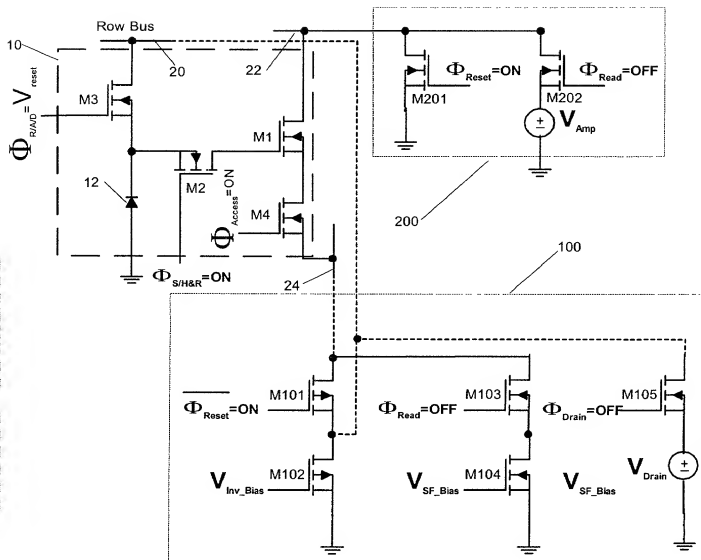 Row Bus
10
20
22
M3
Φ_R/A/D=V_reset
M1
M2
12
Φ_Access=ON
M4
Φ_S/H&R=ON
24
M201
Φ_Reset=ON
M202
Φ_Read=OFF
V_Amp
200
100
M101
Φ_Reset=ON
M103
Φ_Read=OFF
M105
Φ_Drain=OFF
M102
V_Inv_Bias
M104
V_SF_Bias
V_SF_Bias
V_Drain